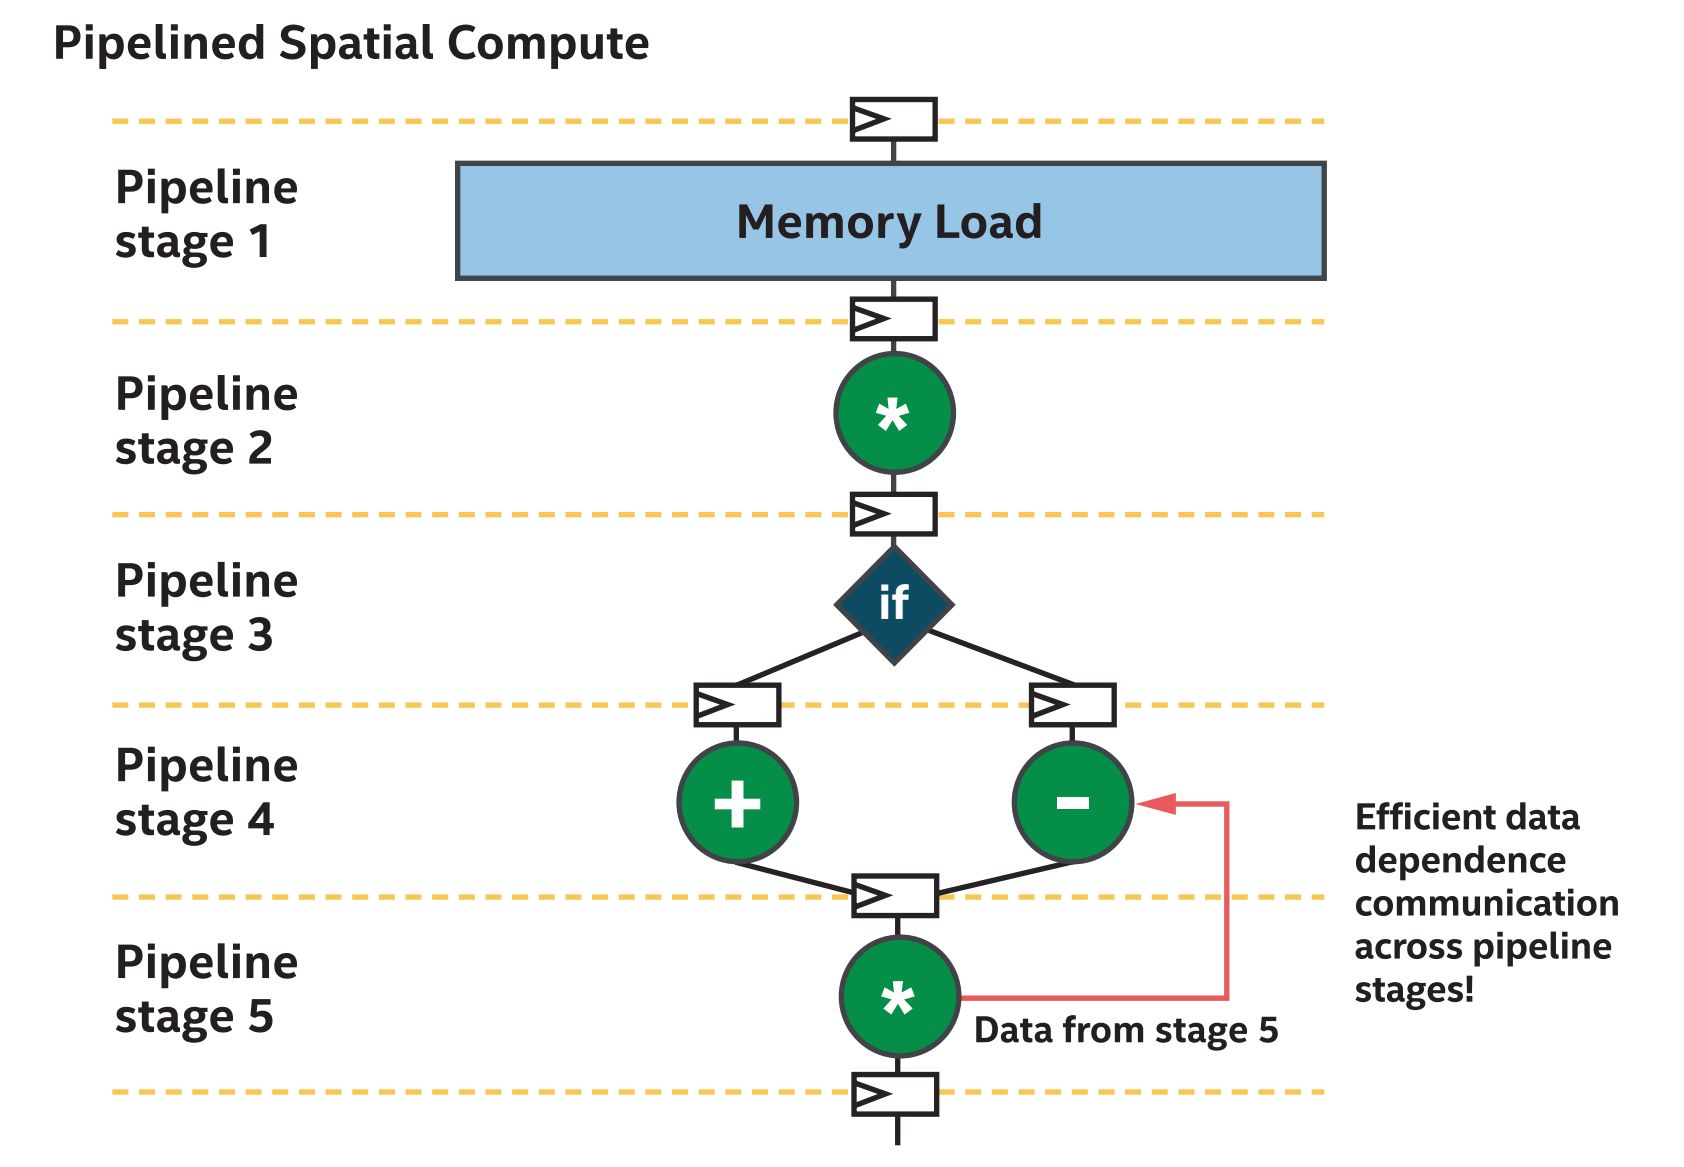 Pipelined Spatial Compute
Pipeline
stage 1
Memory Load
Pipeline
stage 2
*
Pipeline
stage 3
if
Pipeline
stage 4
+
-
Efficient data
dependence
communication
across pipeline
stages!
Pipeline
stage 5
*
Data from stage 5